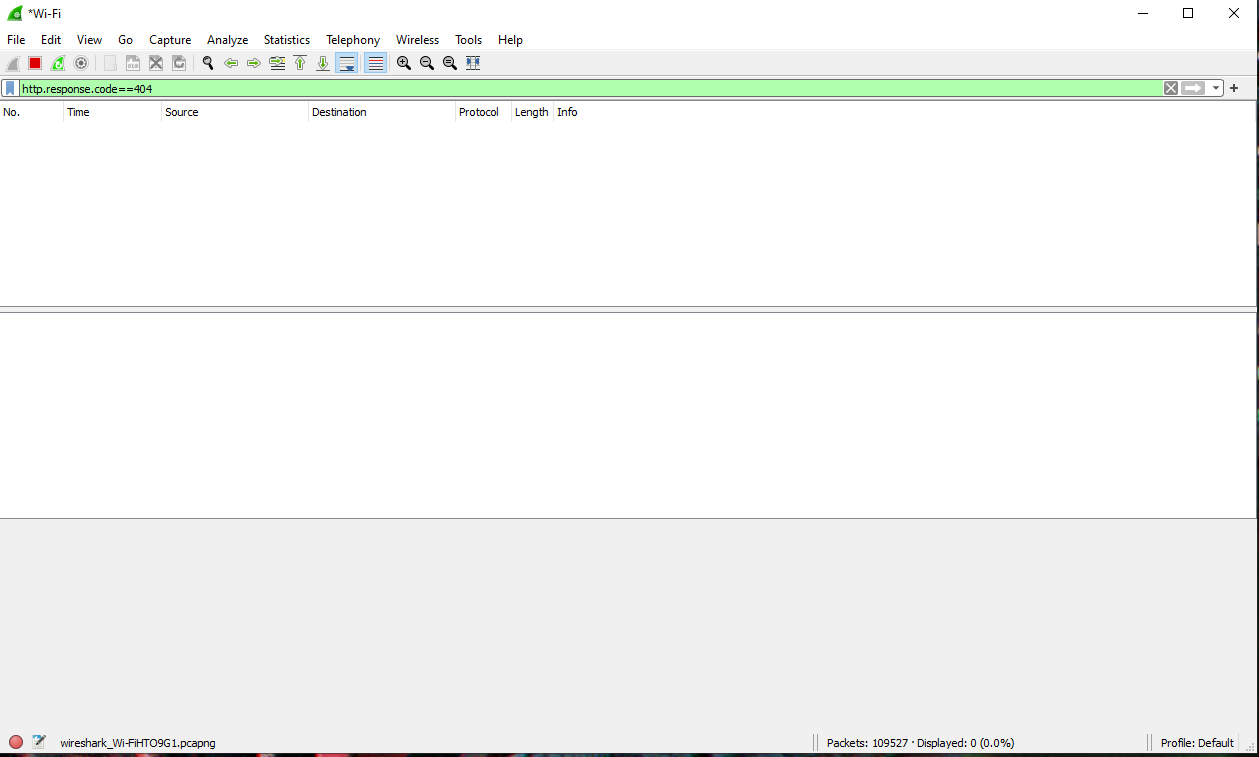 *Wi-Fi
File Edit View Go Capture Analyze Statistics Telephony Wireless Tools Help
http.response.code==404
No. Time Source Destination Protocol Length Info
wireshark_Wi-FiHTO9G1.pcapng Packets: 109527 · Displayed: 0 (0.0%) Profile: Default